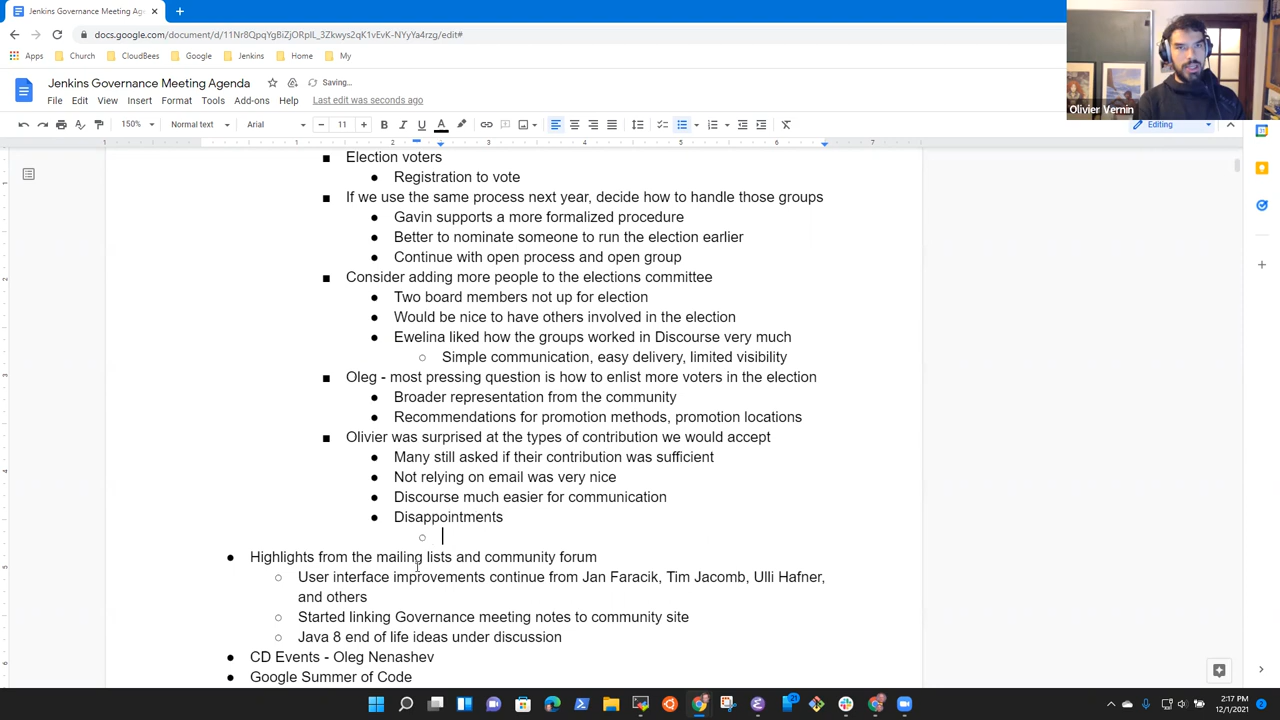 Jenkins Governance Meeting Ag
docs.google.com/document/d/11Nr8QpqYgBiZjORpIL_3Zkwys2qK1vEvK-NYyYa4rzg/edit#
Apps Church CloudBees Google Jenkins Home My
Olivier Vernin
Jenkins Governance Meeting Agenda Saving...
File Edit View Insert Format Tools Add-ons Help Last edit was seconds ago
150% Normal text Arial 11 Editing
Election voters
Registration to vote
If we use the same process next year, decide how to handle those groups
Gavin supports a more formalized procedure
Better to nominate someone to run the election earlier
Continue with open process and open group
Consider adding more people to the elections committee
Two board members not up for election
Would be nice to have others involved in the election
Ewelina liked how the groups worked in Discourse very much
Simple communication, easy delivery, limited visibility
Oleg - most pressing question is how to enlist more voters in the election
Broader representation from the community
Recommendations for promotion methods, promotion locations
Olivier was surprised at the types of contribution we would accept
Many still asked if their contribution was sufficient
Not relying on email was very nice
Discourse much easier for communication
Disappointments
Highlights from the mailing lists and community forum
User interface improvements continue from Jan Faracik, Tim Jacomb, Ulli Hafner,
and others
Started linking Governance meeting notes to community site
Java 8 end of life ideas under discussion
CD Events - Oleg Nenashev
Google Summer of Code
2:17 PM
12/1/2021